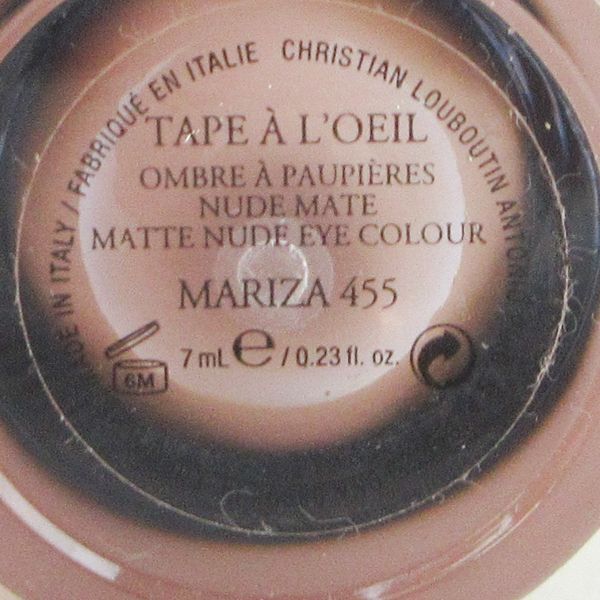 MADE IN ITALY / FABRIQUÉ EN ITALIE CHRISTIAN LOUBOUTIN
TAPE À L'OEIL
OMBRE À PAUPIÈRES
NUDE MATE
MATTE NUDE EYE COLOUR
MARIZA 455
6M 7 mL e / 0.23 fl. oz.